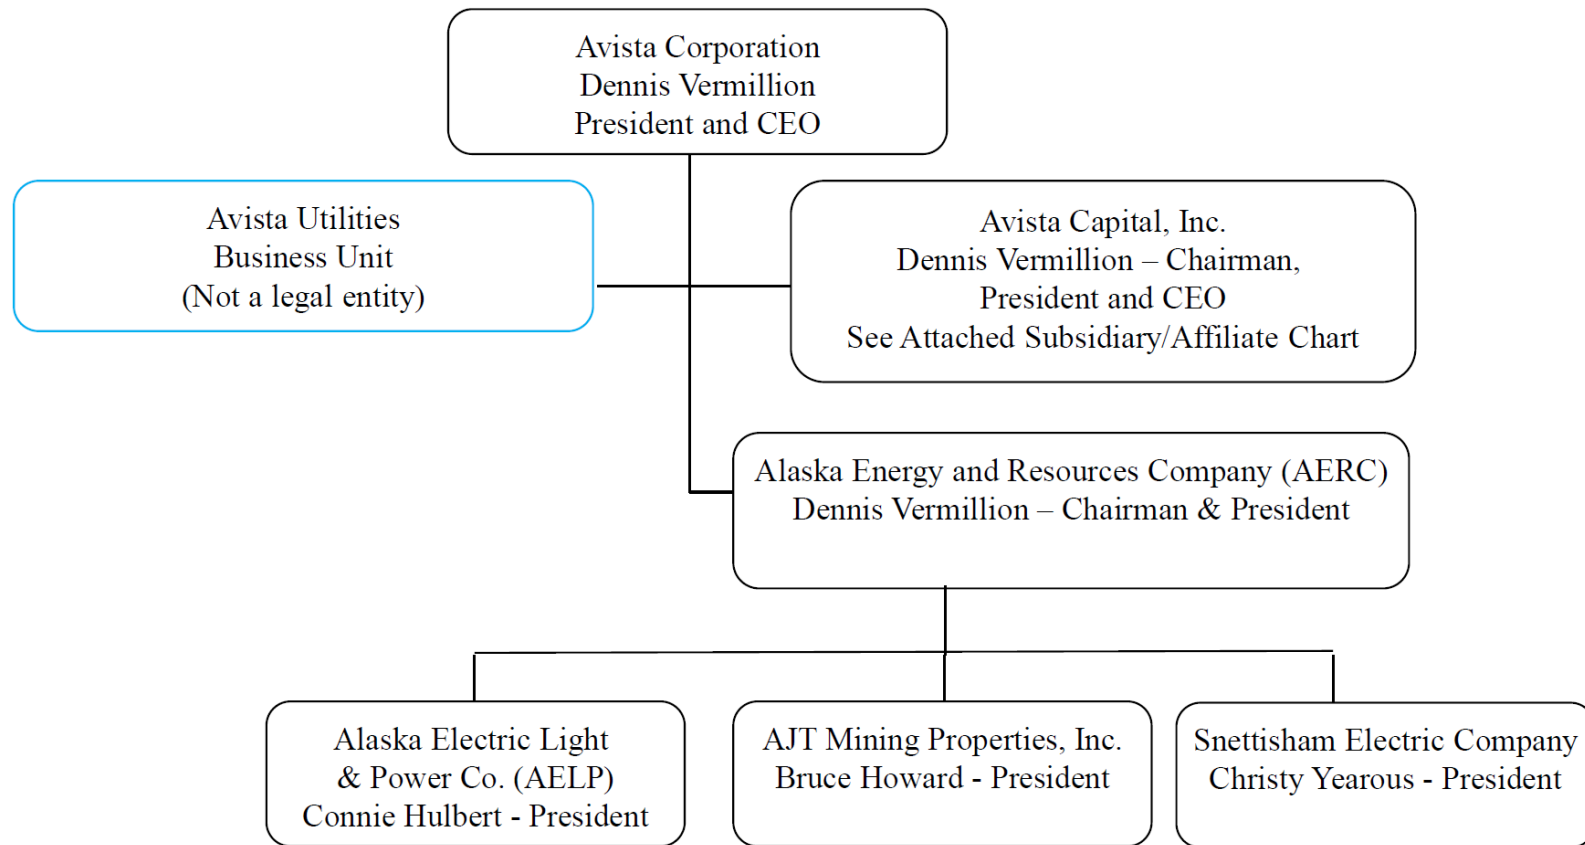 Avista Corporation
Dennis Vermillion
President and CEO
Avista Utilities
Business Unit
(Not a legal entity)
Avista Capital, Inc.
Dennis Vermillion – Chairman,
President and CEO
See Attached Subsidiary/Affiliate Chart
Alaska Energy and Resources Company (AERC)
Dennis Vermillion – Chairman & President
Alaska Electric Light
& Power Co. (AELP)
Connie Hulbert - President
AJT Mining Properties, Inc.
Bruce Howard - President
Snettisham Electric Company
Christy Yearous - President